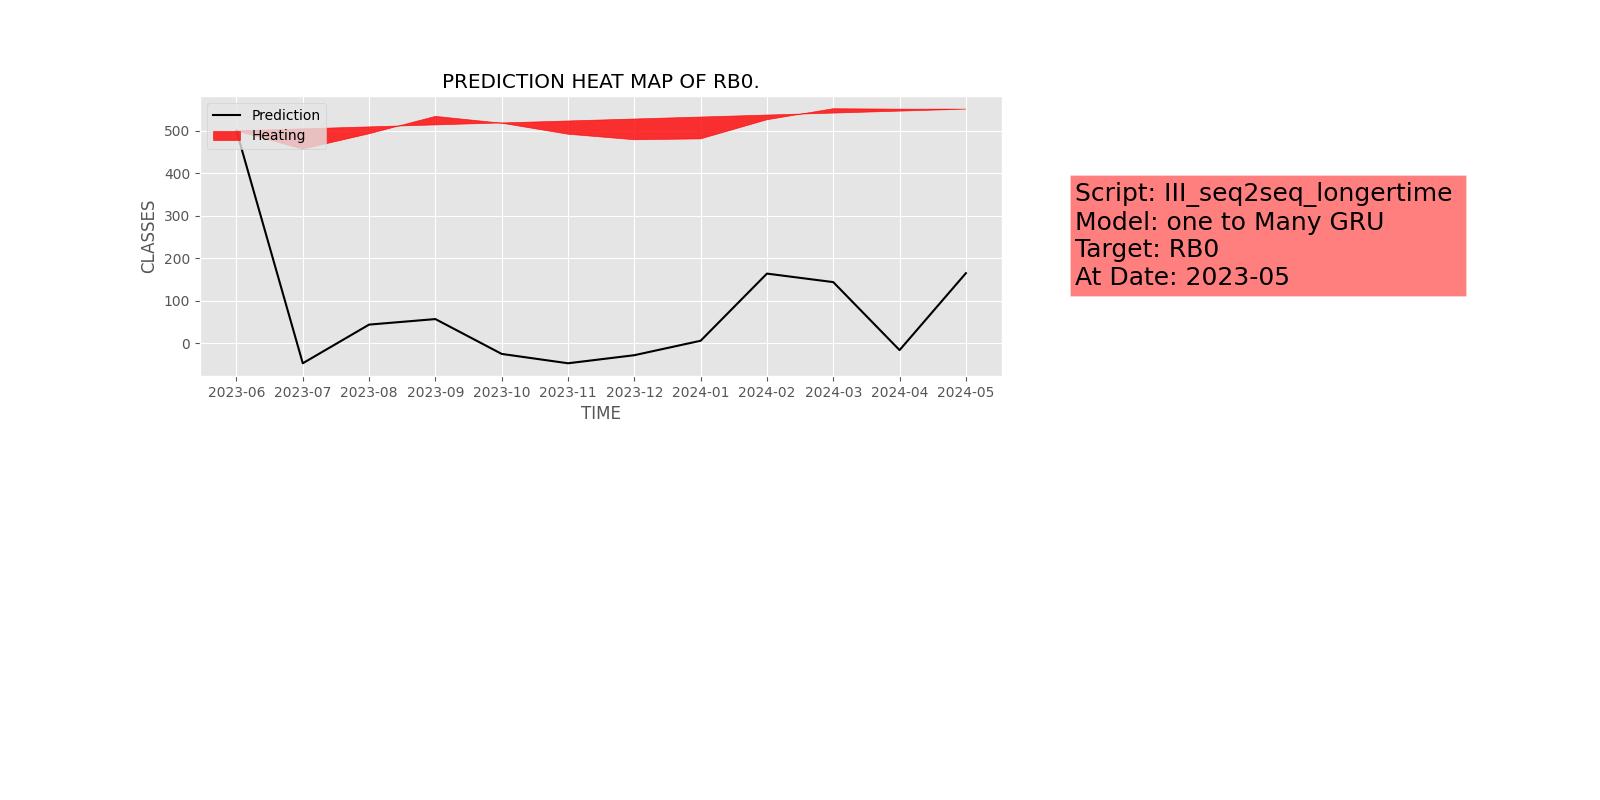 PREDICTION HEAT MAP OF RB0.
Prediction
Heating
500
400
300
200
100
0
CLASSES
2023-06 2023-07 2023-08 2023-09 2023-10 2023-11 2023-12 2024-01 2024-02 2024-03 2024-04 2024-05
TIME
Script: III_seq2seq_longertime
Model: one to Many GRU
Target: RB0
At Date: 2023-05